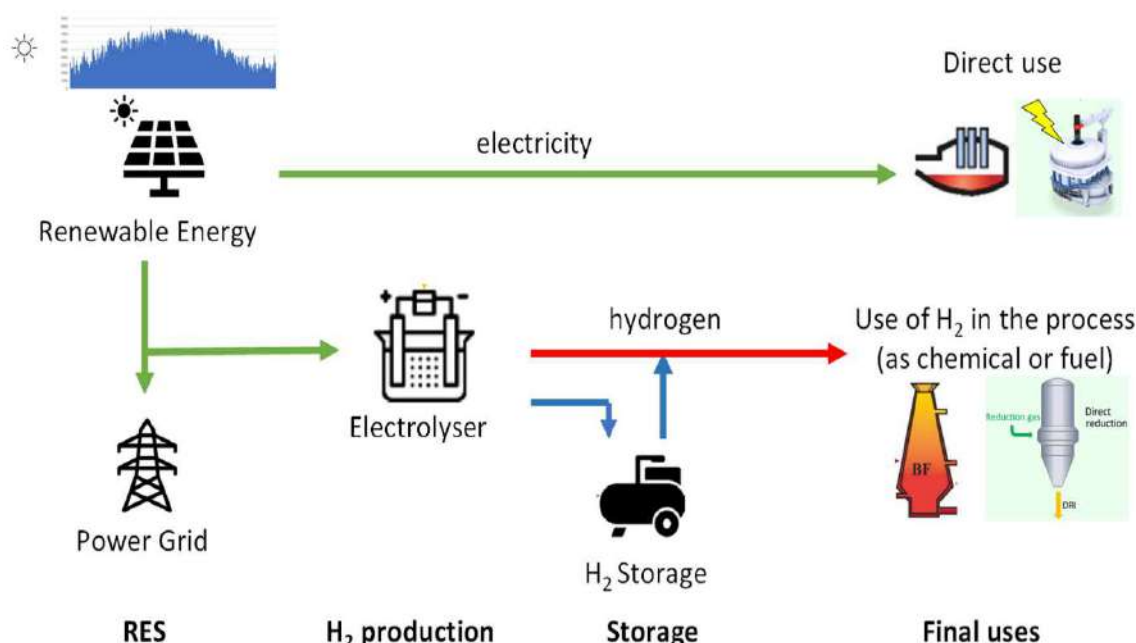 Direct use
electricity
Renewable Energy
+
-
hydrogen
Use of H₂ in the process
(as chemical or fuel)
Electrolyser
Reduction gas
Direct
reduction
BF
DRI
Power Grid
H₂ Storage
RES
H₂ production
Storage
Final uses